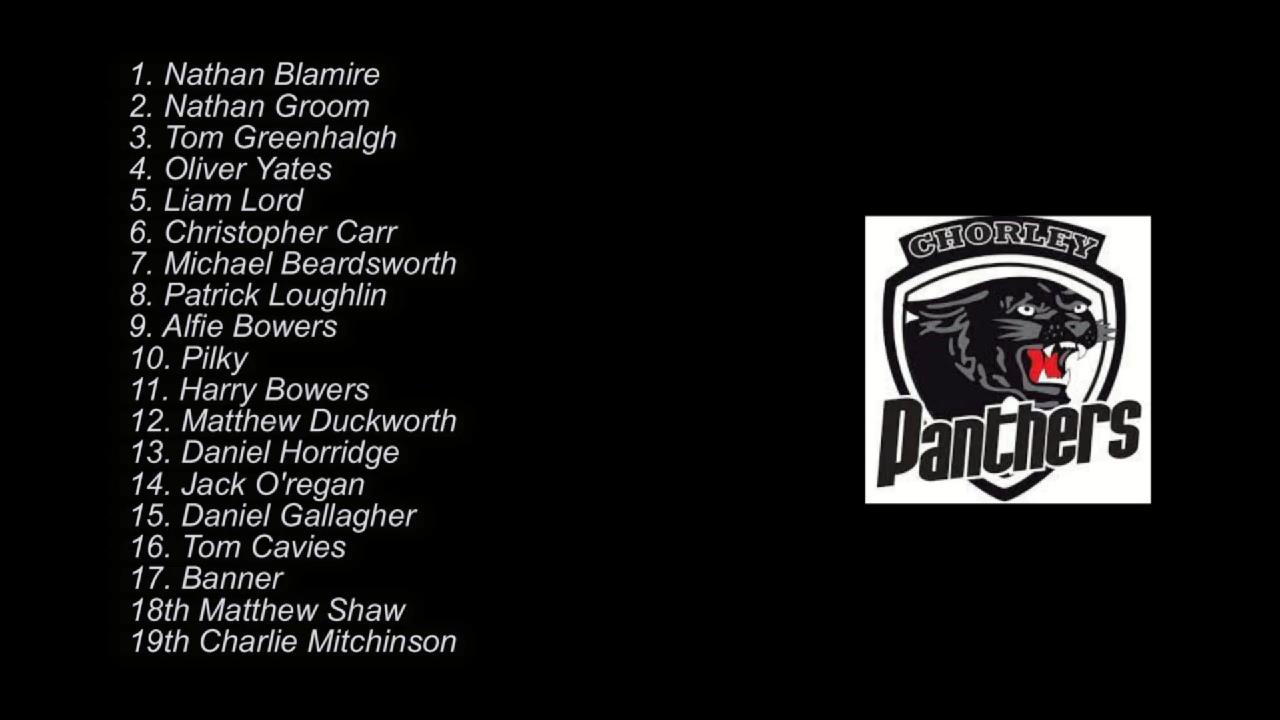 1. Nathan Blamire
2. Nathan Groom
3. Tom Greenhalgh
4. Oliver Yates
5. Liam Lord
6. Christopher Carr
7. Michael Beardsworth
8. Patrick Loughlin
9. Alfie Bowers
10. Pilky
11. Harry Bowers
12. Matthew Duckworth
13. Daniel Horridge
14. Jack O'regan
15. Daniel Gallagher
16. Tom Cavies
17. Banner
18th Matthew Shaw
19th Charlie Mitchinson
CHORLEY
Panthers